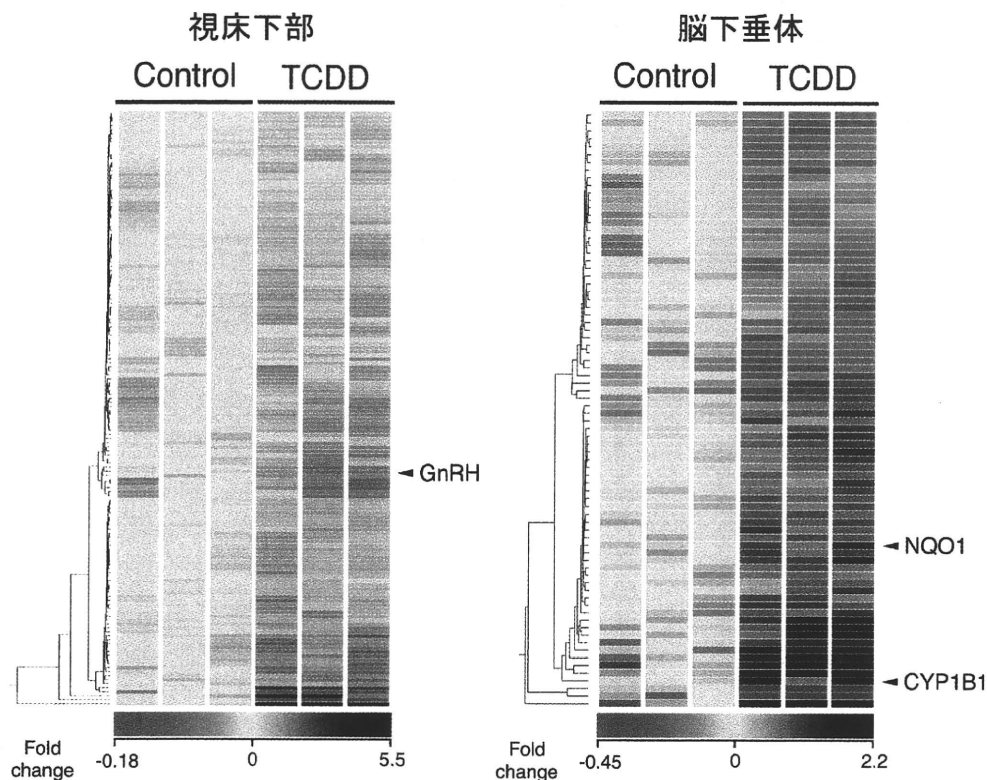 視床下部
Control TCDD
GnRH
Fold change
-0.18 0 5.5
脳下垂体
Control TCDD
NQO1
CYP1B1
Fold change
-0.45 0 2.2